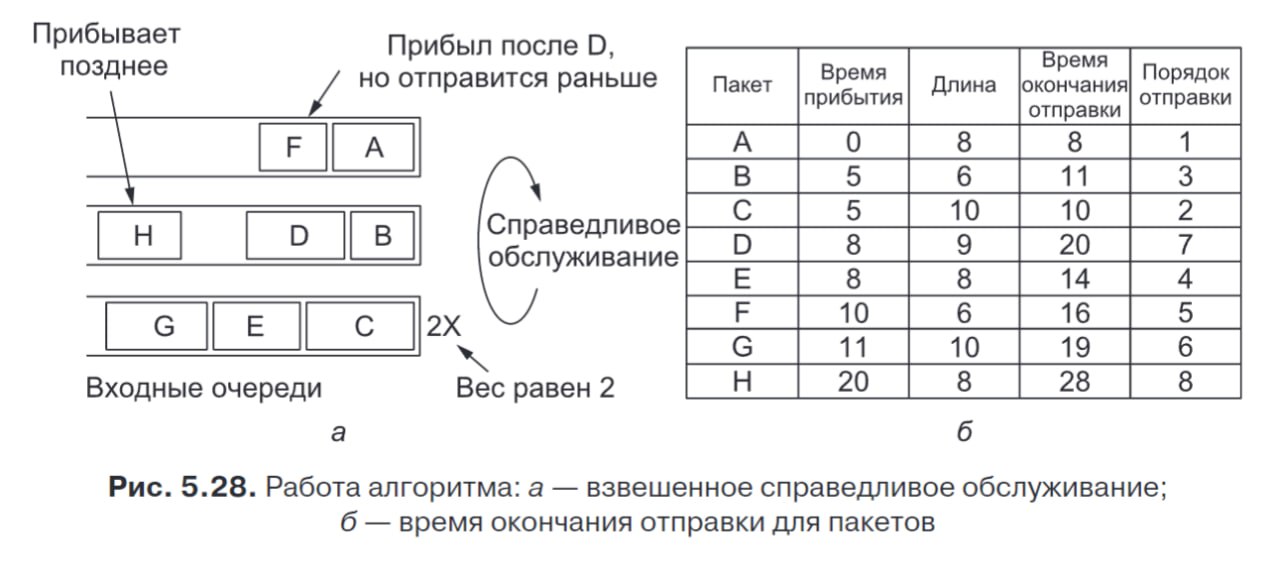 Прибывает
позднее
Прибыл после D,
но отправится раньше
F A
H D B
G E C 2X
Справедливое
обслуживание
Входные очереди
Вес равен 2
а
Пакет Время прибытия Длина Время окончания отправки Порядок отправки
A 0 8 8 1
B 5 6 11 3
C 5 10 10 2
D 8 9 20 7
E 8 8 14 4
F 10 6 16 5
G 11 10 19 6
H 20 8 28 8
б
Рис. 5.28. Работа алгоритма: а — взвешенное справедливое обслуживание;
б — время окончания отправки для пакетов